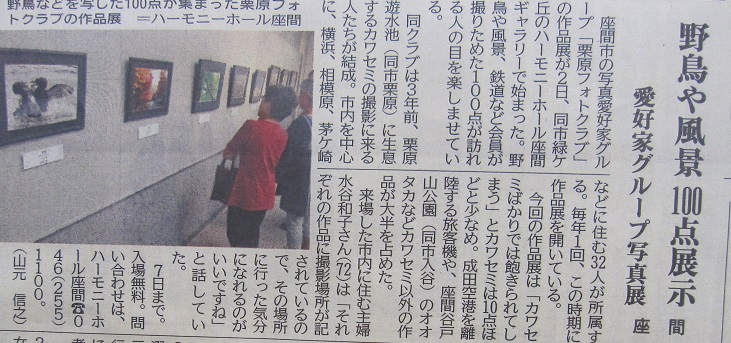 野鳥や風景100点展示
愛好家グループ写真展 座間
野鳥などを写した100点が集まった栗原フォ
トクラブの作品展 =ハーモニーホール座間
座間市の写真愛好家グル
ープ「栗原フォトクラブ」
の作品展が2日、同市緑ケ
丘のハーモニーホール座間
ギャラリーで始まった。野
鳥や風景、鉄道など会員が
撮りためた100点が訪れ
る人の目を楽しませてい
る。
同クラブは3年前、栗原
遊水池(同市栗原)に生息
するカワセミの撮影に来る
人たちが結成。市内を中心
に、横浜、相模原、茅ケ崎
などに住む32人が所属す
る。毎年1回、この時期に
作品展を開いている。
今回の作品展は「カワセ
ミばかりでは飽きられてし
まう」とカワセミは10点ほ
どと少なめ。成田空港を離
陸する旅客機や、座間谷戸
山公園(同市入谷)のオオ
タカなどカワセミ以外の作
品が大半を占めた。
来場した市内に住む主婦
水谷和子さん(72)は「それ
ぞれの作品に撮影場所が記
されているの
で、その場所
に行った気分
になれるのが
いいですね」
と話してい
た。
7日まで。
入場無料。問
い合わせは、
ハーモニーホ
ール座間☎0
46(255)
1100。
(山元 信之)